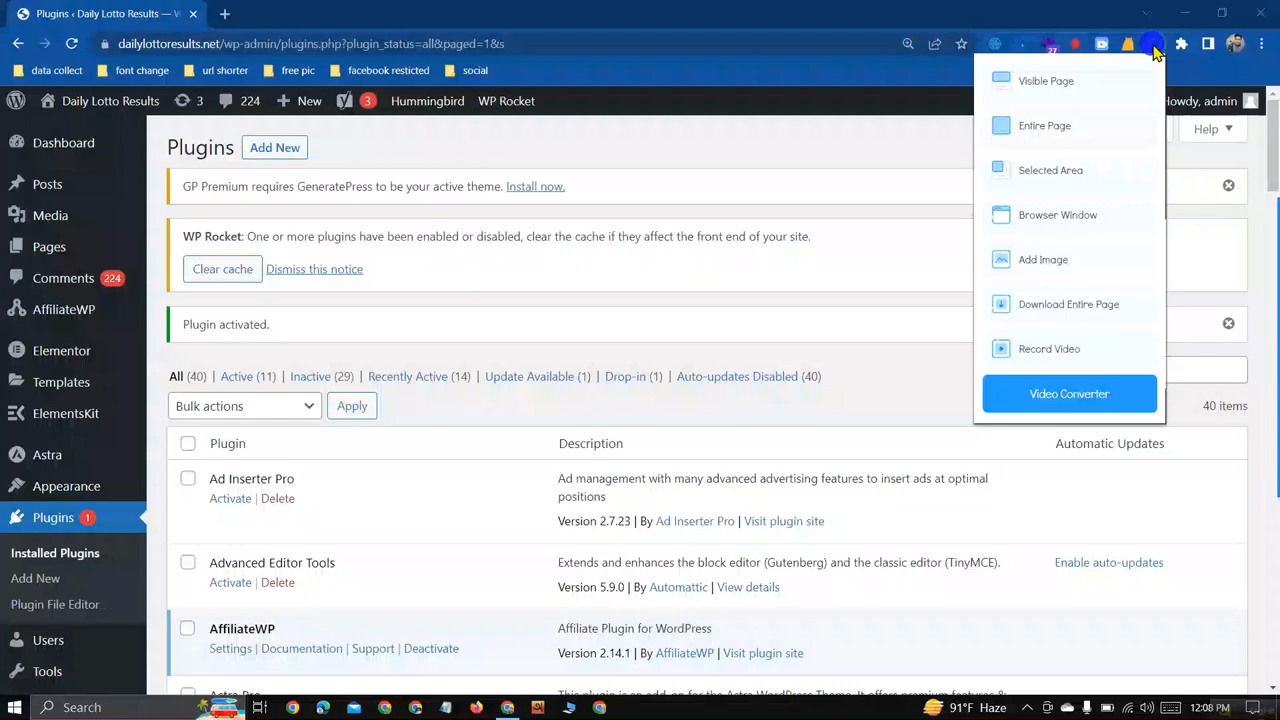 Plugins ‹ Daily Lotto Results — W
dailylottoresults.net/wp-admin/plugins.php?plugin_status=all&paged=1&s
27
data collect
font change
url shorter
free pic
facebook resticted
social
Daily Lotto Results
3
224
New
3
Hummingbird
WP Rocket
Howdy, admin
Visible Page
Entire Page
Selected Area
Browser Window
Add Image
Download Entire Page
Record Video
Video Converter
Dashboard
Posts
Media
Pages
Comments 224
AffiliateWP
Elementor
Templates
ElementsKit
Astra
Appearance
Plugins 1
Installed Plugins
Add New
Plugin File Editor
Users
Tools
Plugins Add New
Help
GP Premium requires GeneratePress to be your active theme. Install now.
WP Rocket: One or more plugins have been enabled or disabled, clear the cache if they affect the front end of your site.
Clear cache Dismiss this notice
Plugin activated.
All (40) | Active (11) | Inactive (29) | Recently Active (14) | Update Available (1) | Drop-in (1) | Auto-updates Disabled (40)
Bulk actions Apply
40 items
Plugin Description Automatic Updates
Ad Inserter Pro
Activate | Delete
Ad management with many advanced advertising features to insert ads at optimal
positions
Version 2.7.23 | By Ad Inserter Pro | Visit plugin site
Advanced Editor Tools
Activate | Delete
Extends and enhances the block editor (Gutenberg) and the classic editor (TinyMCE).
Version 5.9.0 | By Automattic | View details
Enable auto-updates
AffiliateWP
Settings | Documentation | Support | Deactivate
Affiliate Plugin for WordPress
Version 2.14.1 | By AffiliateWP | Visit plugin site
Search
91°F Haze
12:08 PM